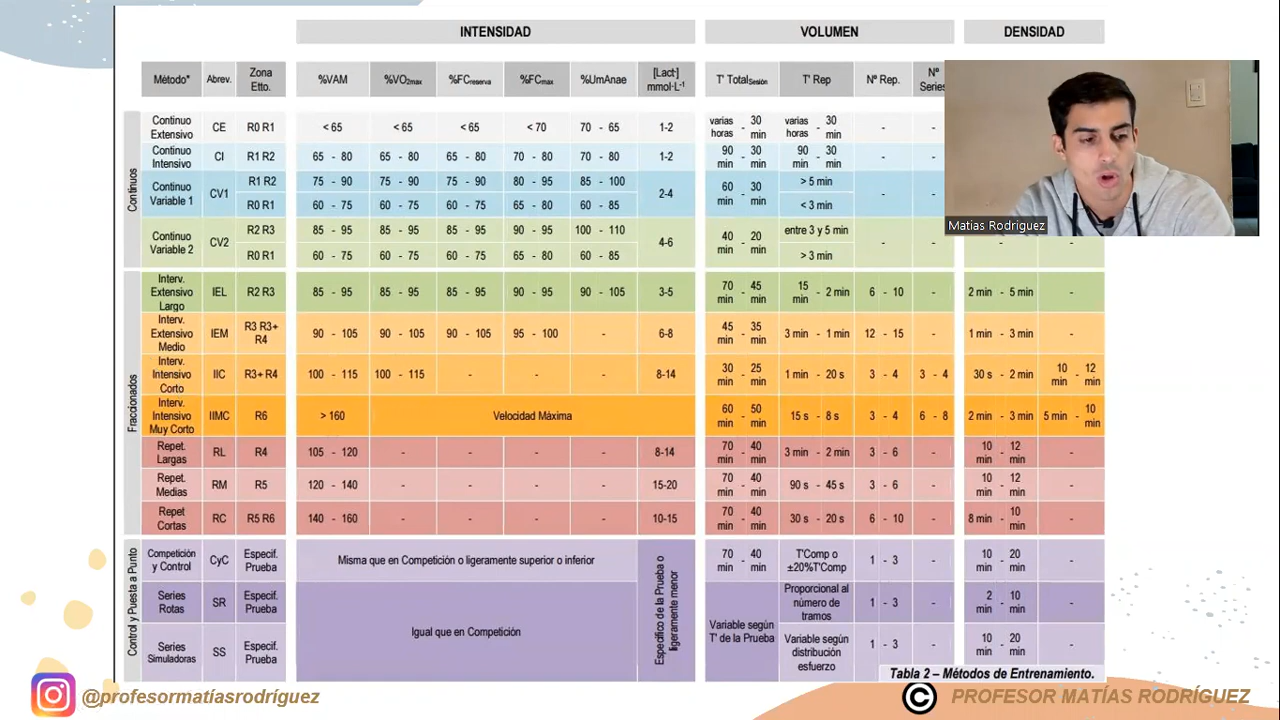 INTENSIDAD VOLUMEN DENSIDAD
Método* Abrev. Zona Etto. %VAM %VO2max %FCreserva %FCmax %UmAnae [Lact-] mmol·L-1 T' TotalSesión T' Rep Nº Rep. Nº Series
Continuos
Continuo Extensivo CE R0 R1 < 65 < 65 < 65 < 70 70 - 65 1-2 varias horas - 30 min varias horas - 30 min - -
Continuo Intensivo CI R1 R2 65 - 80 65 - 80 65 - 80 70 - 80 70 - 80 1-2 90 min - 30 min 90 min - 30 min - -
Continuo Variable 1 CV1 R1 R2 75 - 90 75 - 90 75 - 90 80 - 95 85 - 100 2-4 60 min - 30 min > 5 min - -
R0 R1 60 - 75 60 - 75 60 - 75 65 - 80 60 - 85 < 3 min
Continuo Variable 2 CV2 R2 R3 85 - 95 85 - 95 85 - 95 90 - 95 100 - 110 4-6 40 min - 20 min entre 3 y 5 min - - - -
R0 R1 60 - 75 60 - 75 60 - 75 65 - 80 60 - 85 > 3 min
Fraccionados
Interv. Extensivo Largo IEL R2 R3 85 - 95 85 - 95 85 - 95 90 - 95 90 - 105 3-5 70 min - 45 min 15 min - 2 min 6 - 10 - 2 min - 5 min -
Interv. Extensivo Medio IEM R3 R3+ R4 90 - 105 90 - 105 90 - 105 95 - 100 - 6-8 45 min - 35 min 3 min - 1 min 12 - 15 - 1 min - 3 min -
Interv. Intensivo Corto IIC R3+ R4 100 - 115 100 - 115 - - - 8-14 30 min - 25 min 1 min - 20 s 3 - 4 3 - 4 30 s - 2 min 10 min - 12 min
Interv. Intensivo Muy Corto IIMC R6 > 160 Velocidad Máxima 60 min - 50 min 15 s - 8 s 3 - 4 6 - 8 2 min - 3 min 5 min - 10 min
Repet. Largas RL R4 105 - 120 - - - - 8-14 70 min - 40 min 3 min - 2 min 3 - 6 - 10 min - 12 min -
Repet. Medias RM R5 120 - 140 - - - - 15-20 70 min - 40 min 90 s - 45 s 3 - 6 - 10 min - 12 min -
Repet Cortas RC R5 R6 140 - 160 - - - - 10-15 70 min - 40 min 30 s - 20 s 6 - 10 - 8 min - 10 min -
Control y Puesta a Punto
Competición y Control CyC Especif. Prueba Misma que en Competición o ligeramente superior o inferior Especifico de la Prueba o ligeramente menor 70 min - 40 min T'Comp o ±20%T'Comp 1 - 3 - 10 min - 20 min -
Series Rotas SR Especif. Prueba Igual que en Competición Variable según T' de la Prueba Proporcional al número de tramos 1 - 3 - 2 min - 10 min -
Series Simuladoras SS Especif. Prueba Variable según distribución esfuerzo 1 - 3 - 10 min - 20 min -
Matías Rodriguez
Tabla 2 – Métodos de Entrenamiento.
@profesormatíasrodríguez
© PROFESOR MATÍAS RODRÍGUEZ